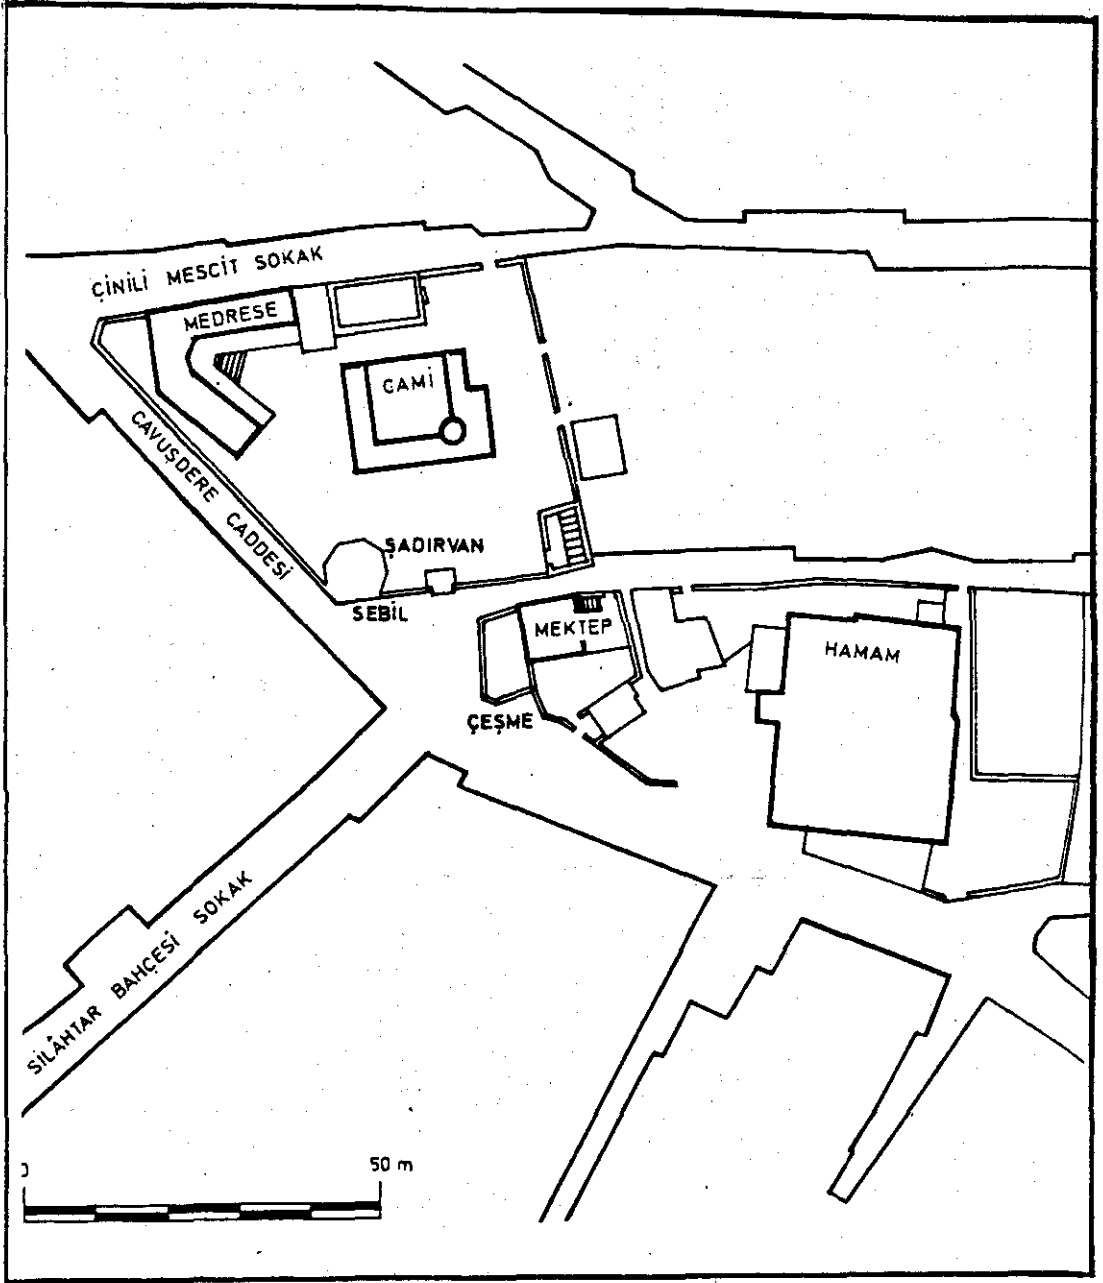 ÇİNİLİ MESCİT SOKAK
MEDRESE
CAMİ
ÇAVUŞDERE CADDESİ
ŞADIRVAN
SEBİL
MEKTEP
HAMAM
ÇEŞME
SİLÂHTAR BAHÇESİ SOKAK
0
50 m